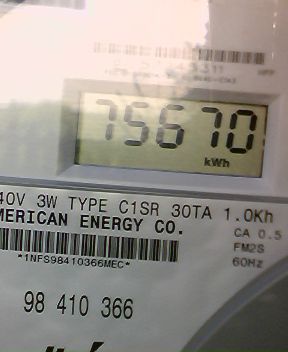 75670
kWh
40V 3W TYPE C1SR 30TA 1.0Kh
MERICAN ENERGY CO.
CA 0.5
FM2S
*1NFS98410366MEC*
60Hz
98 410 366